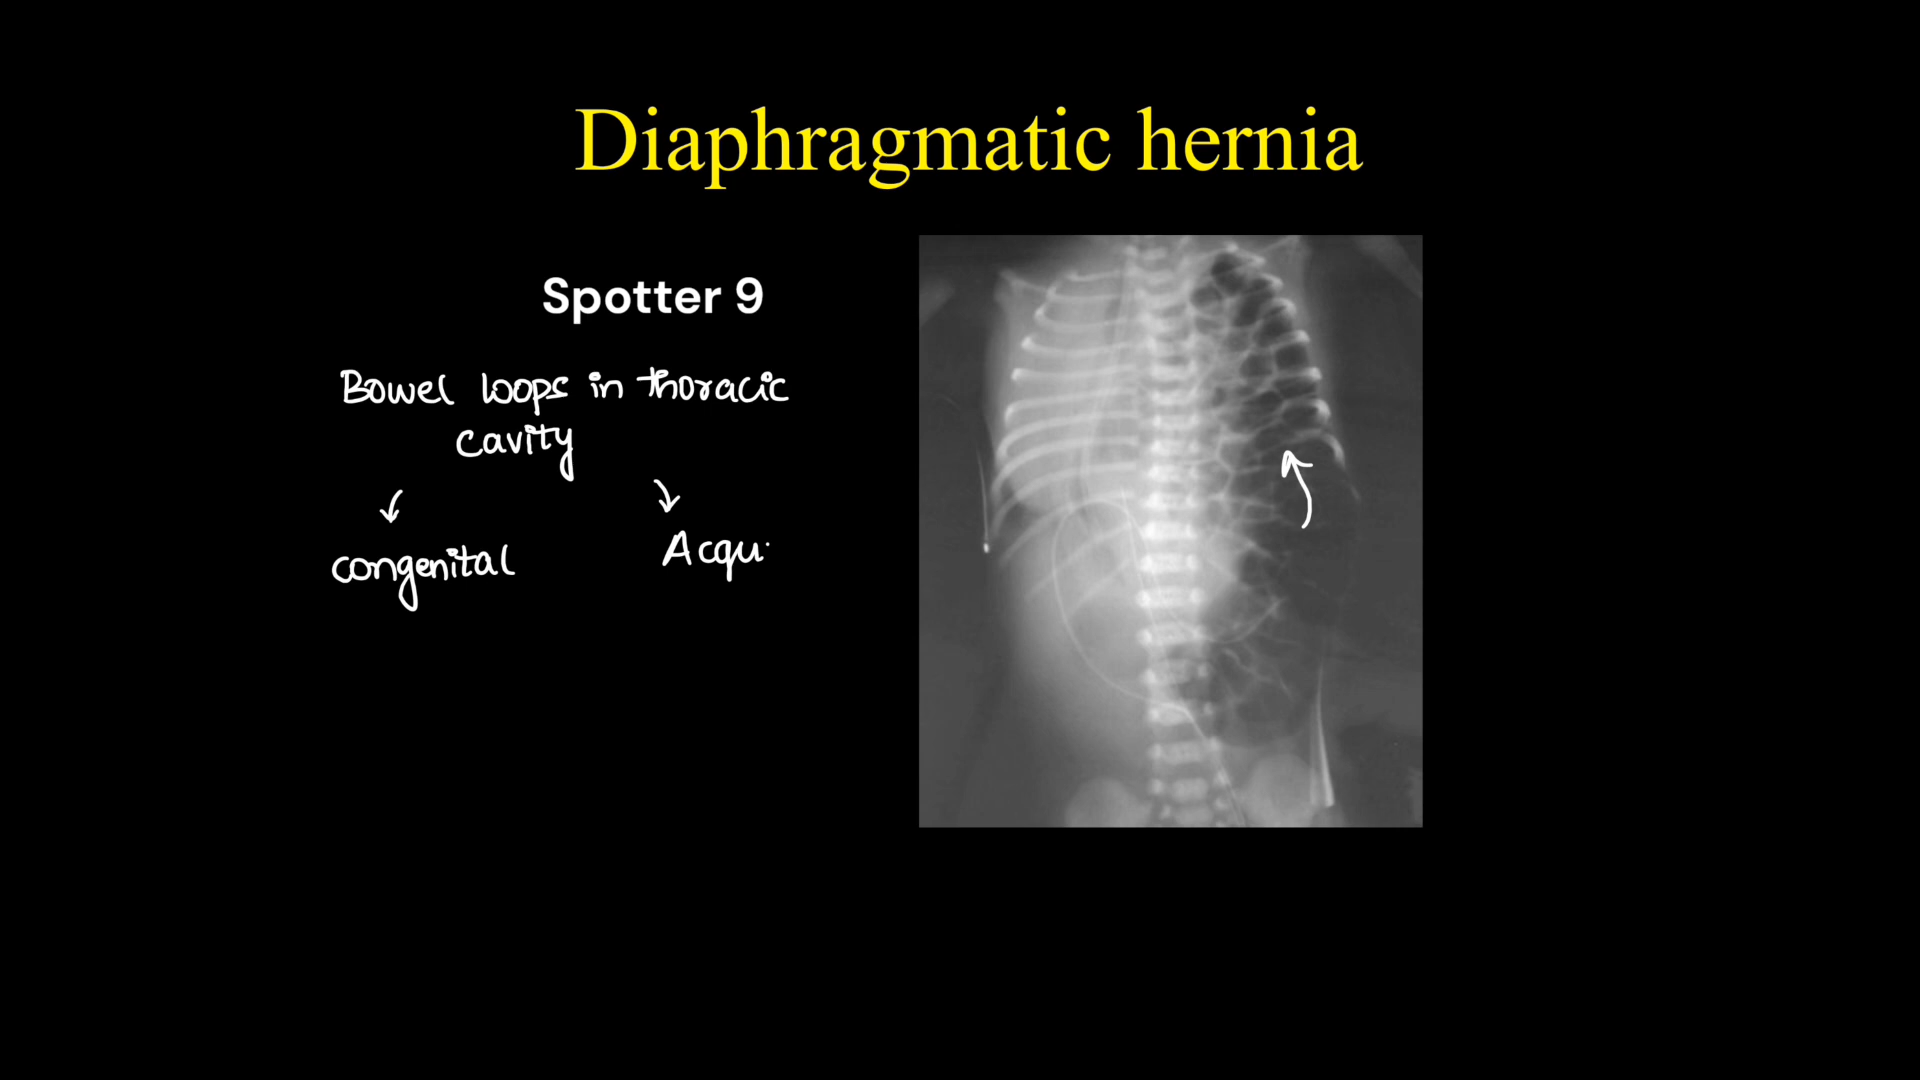 Diaphragmatic hernia
Spotter 9
Bowel loops in thoracic
cavity
congenital
Acqu